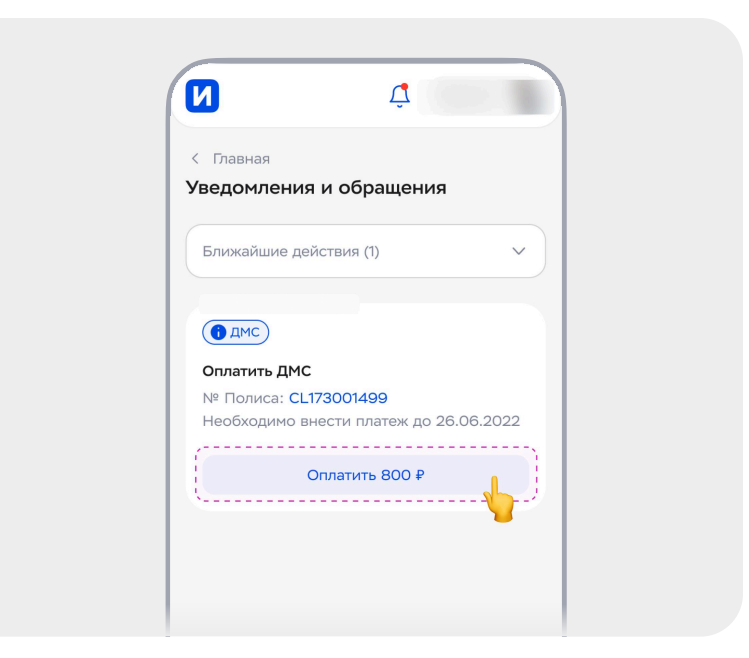 И
Главная
Уведомления и обращения
Ближайшие действия (1)
ДМС
Оплатить ДМС
№ Полиса: CL173001499
Необходимо внести платеж до 26.06.2022
Оплатить 800 ₽